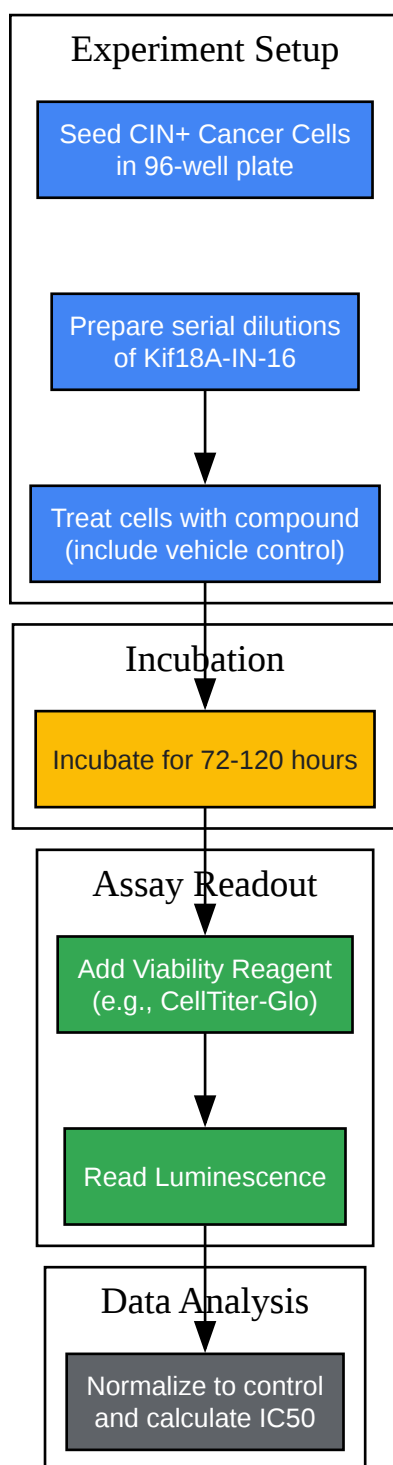 Experiment Setup
Seed CIN+ Cancer Cells
in 96-well plate
Prepare serial dilutions
of Kif18A-IN-16
Treat cells with compound
(include vehicle control)
Incubation
Incubate for 72-120 hours
Assay Readout
Add Viability Reagent
(e.g., CellTiter-Glo)
Read Luminescence
Data Analysis
Normalize to control
and calculate IC50